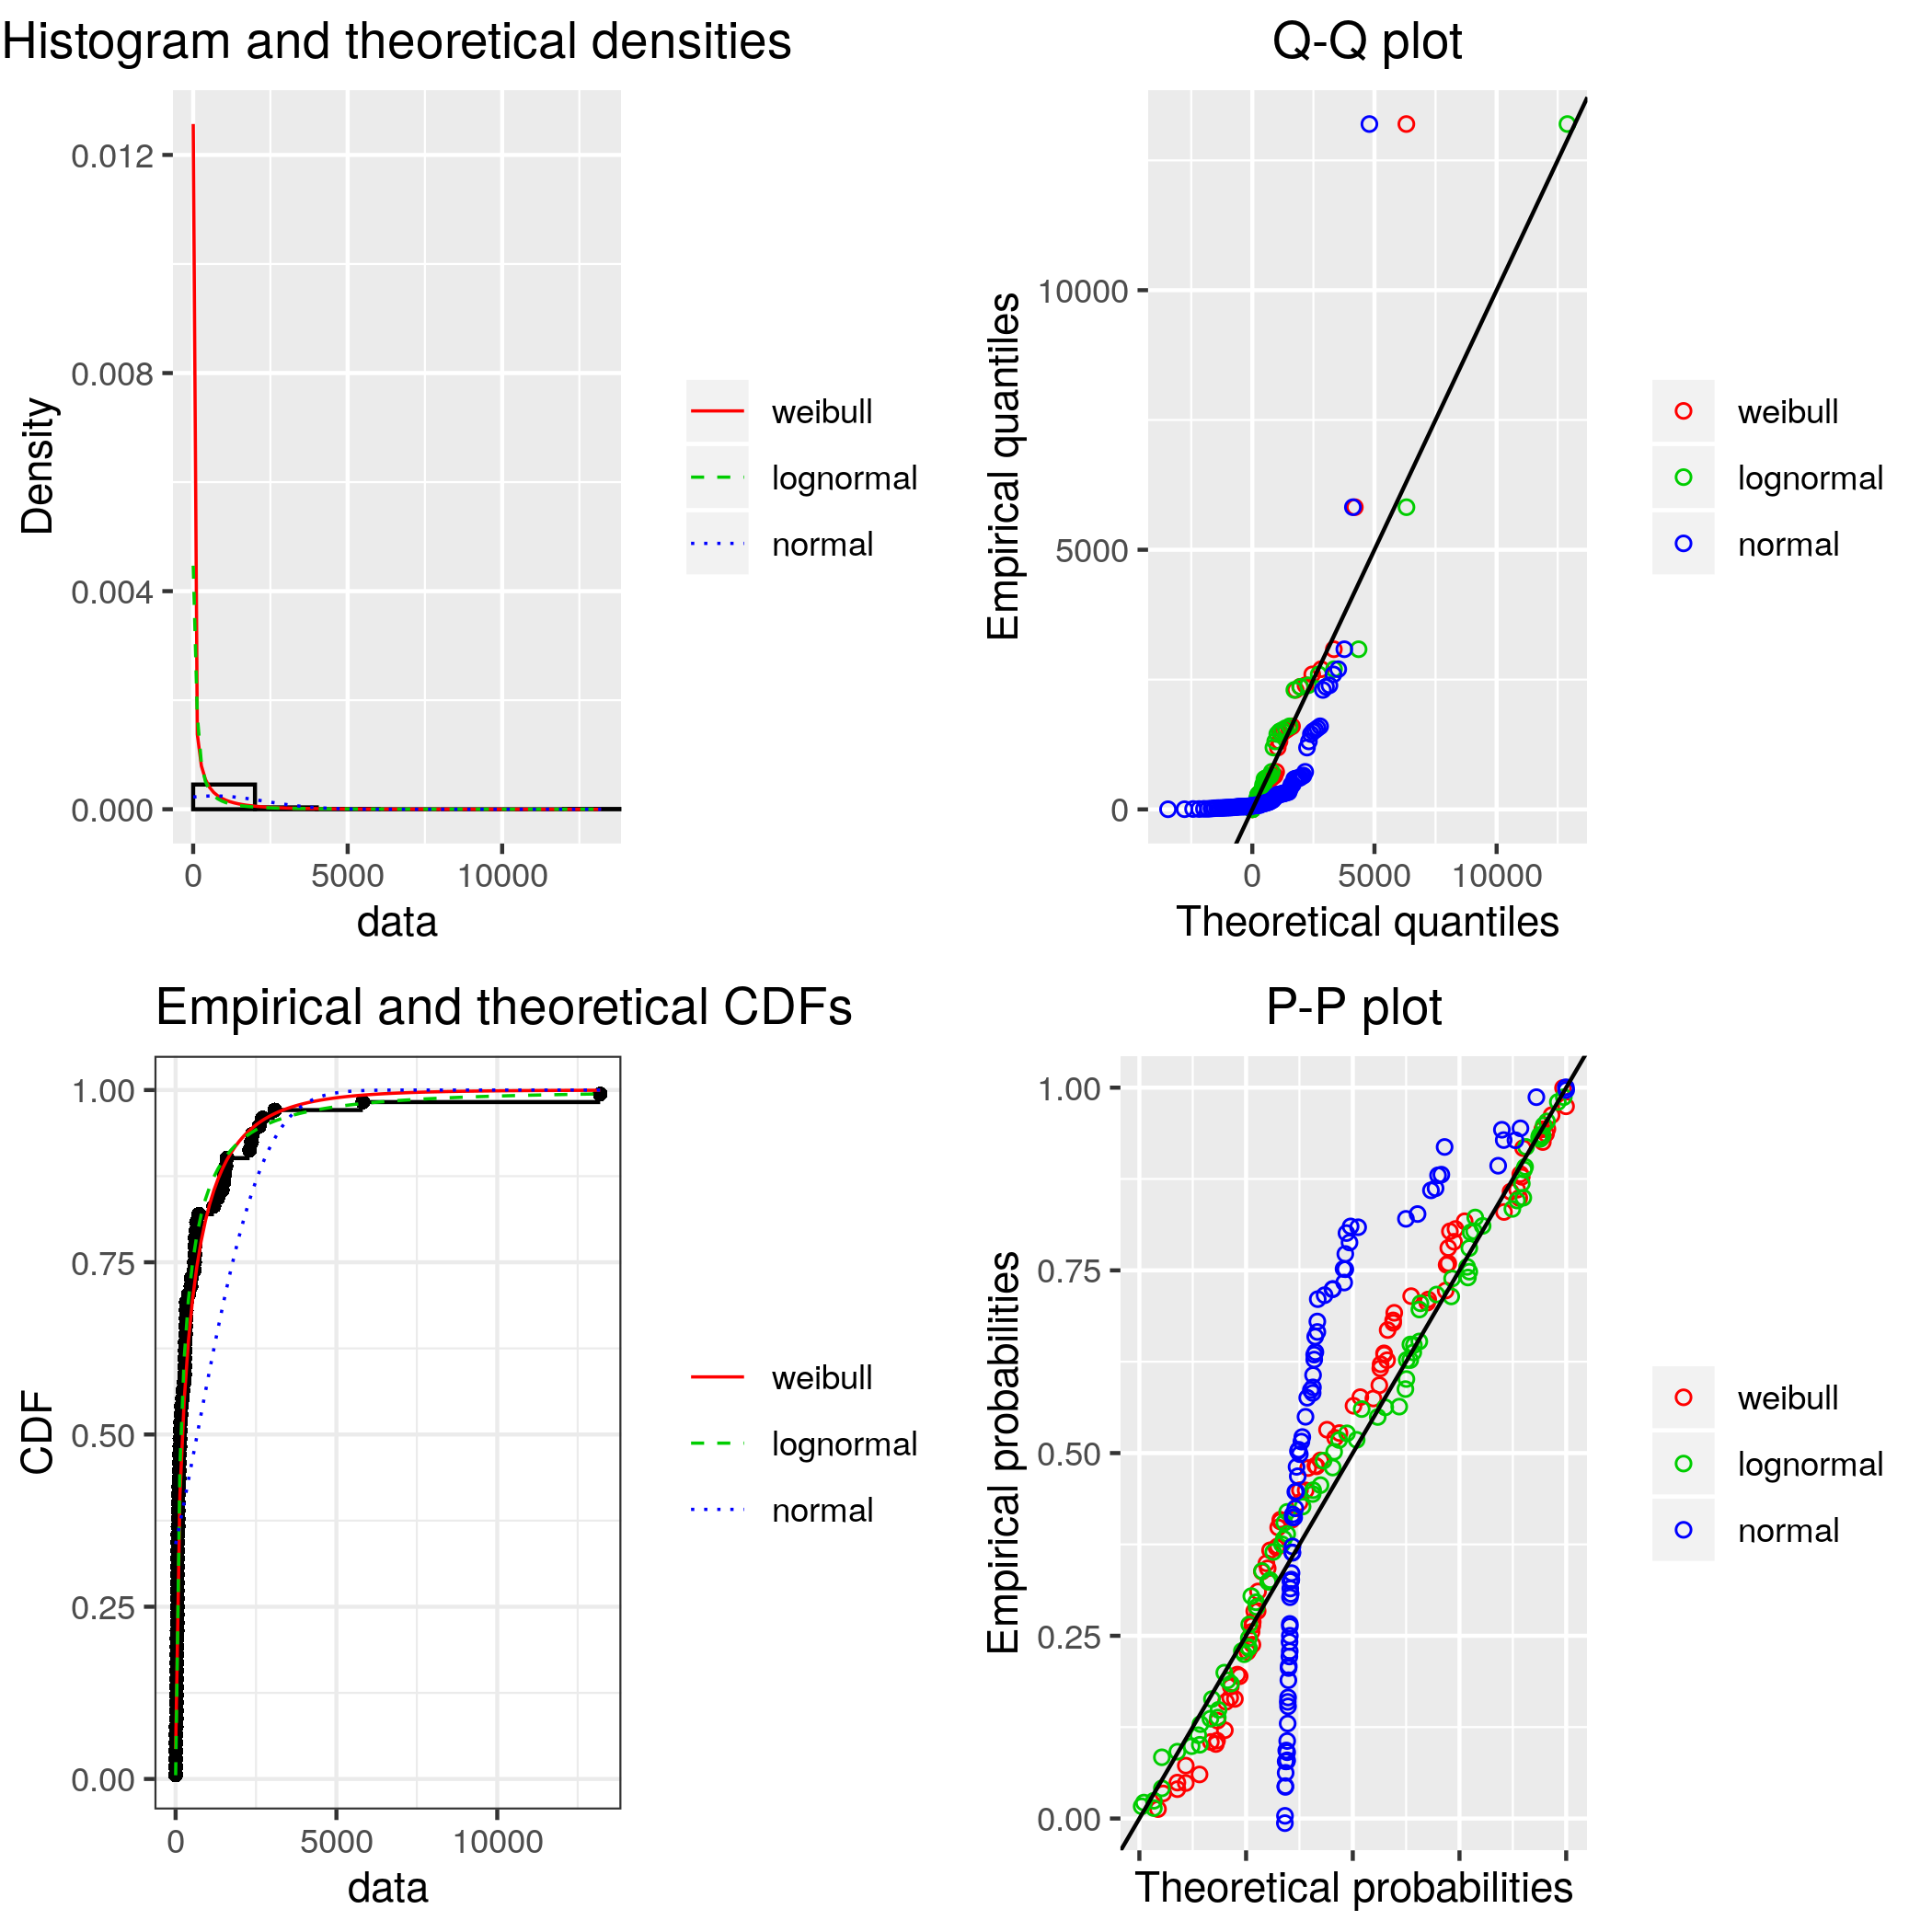 Histogram and theoretical densities
0.012
0.008
0.004
0.000
Density
0 5000 10000
data
weibull
lognormal
normal
Q-Q plot
10000
5000
0
Empirical quantiles
0 5000 10000
Theoretical quantiles
weibull
lognormal
normal
Empirical and theoretical CDFs
1.00
0.75
0.50
0.25
0.00
CDF
0 5000 10000
data
weibull
lognormal
normal
P-P plot
1.00
0.75
0.50
0.25
0.00
Empirical probabilities
Theoretical probabilities
weibull
lognormal
normal